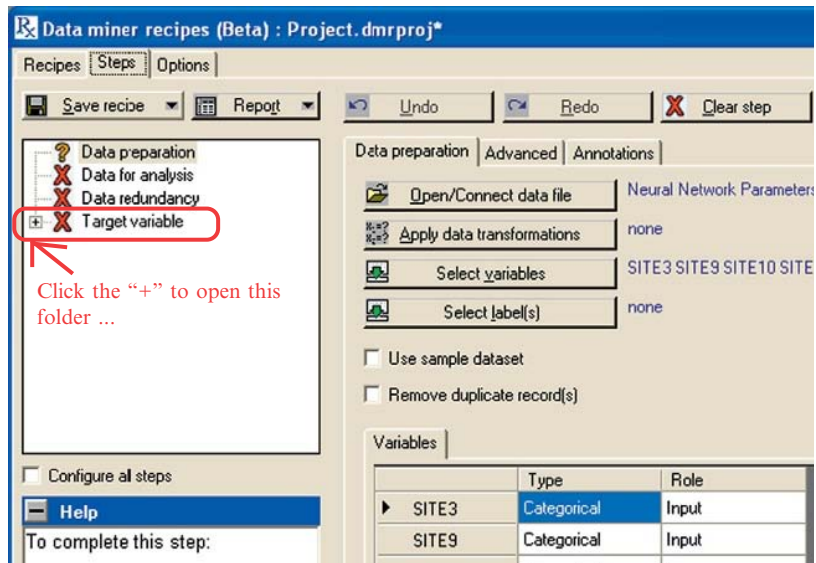 Data miner recipes (Beta) : Project.dmrproj*
Recipes Steps Options
Save recipe Report Undo Redo Clear step
Data preparation
Data for analysis
Data redundancy
Target variable
Click the “+” to open this
folder ...
Configure all steps
Help
To complete this step:
Data preparation Advanced Annotations
Open/Connect data file Neural Network Parameters
Apply data transformations none
Select variables SITE3 SITE9 SITE10 SITE
Select label(s) none
Use sample dataset
Remove duplicate record(s)
Variables
Type Role
SITE3 Categorical Input
SITE9 Categorical Input